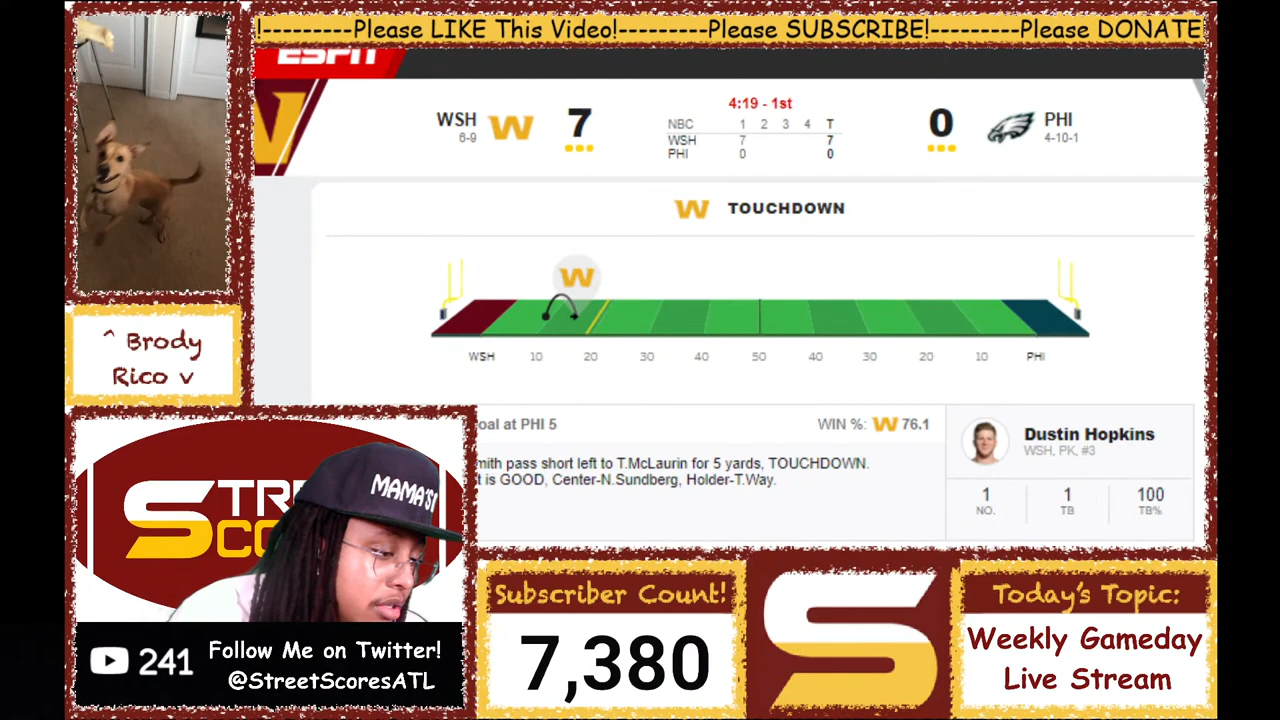 !---------Please LIKE This Video!---------Please SUBSCRIBE!---------Please DONATE
ESPN
WSH
6-9
W
7
4:19 - 1st
NBC 1 2 3 4 T
WSH 7 7
PHI 0 0
0
PHI
4-10-1
W TOUCHDOWN
W
WSH 10 20 30 40 50 40 30 20 10 PHI
^ Brody
Rico v
oal at PHI 5
WIN %: W 76.1
mith pass short left to T.McLaurin for 5 yards, TOUCHDOWN.
t is GOOD, Center-N.Sundberg, Holder-T.Way.
Dustin Hopkins
WSH, PK, #3
1 1 100
NO. TB TB%
STRE
SCO
MAMA'S
241
Follow Me on Twitter!
@StreetScoresATL
Subscriber Count!
7,380
S
Today's Topic:
Weekly Gameday
Live Stream